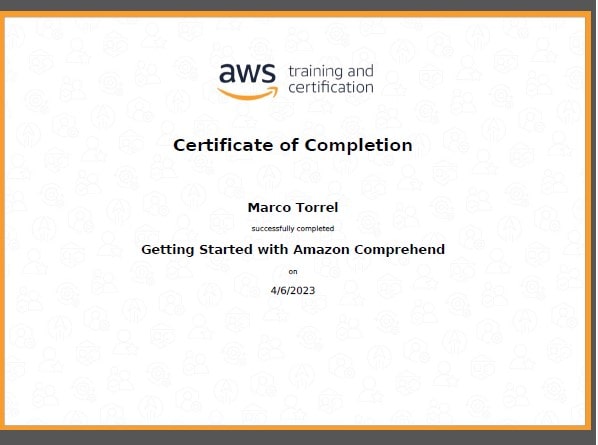 aws training and
certification
Certificate of Completion
Marco Torrel
successfully completed
Getting Started with Amazon Comprehend
on
4/6/2023